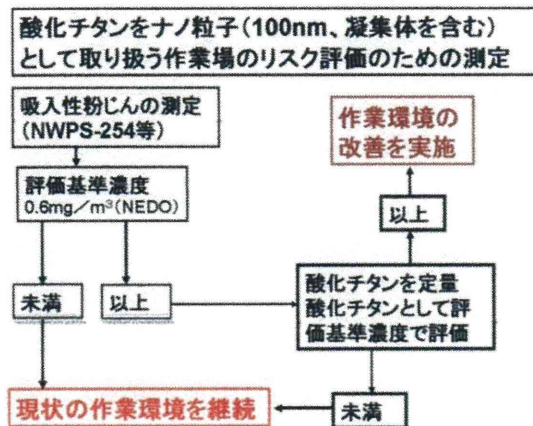 酸化チタンをナノ粒子(100nm、凝集体を含む)
として取り扱う作業場のリスク評価のための測定
吸入性粉じんの測定
(NWPS-254等)
評価基準濃度
0.6mg/m³(NEDO)
未満
以上
酸化チタンを定量
酸化チタンとして評
価基準濃度で評価
以上
作業環境の
改善を実施
未満
現状の作業環境を継続